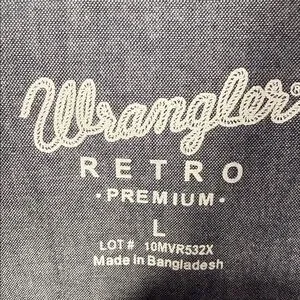 Wrangler®
RETRO
• PREMIUM •
L
LOT # 10MVR532X
Made in Bangladesh